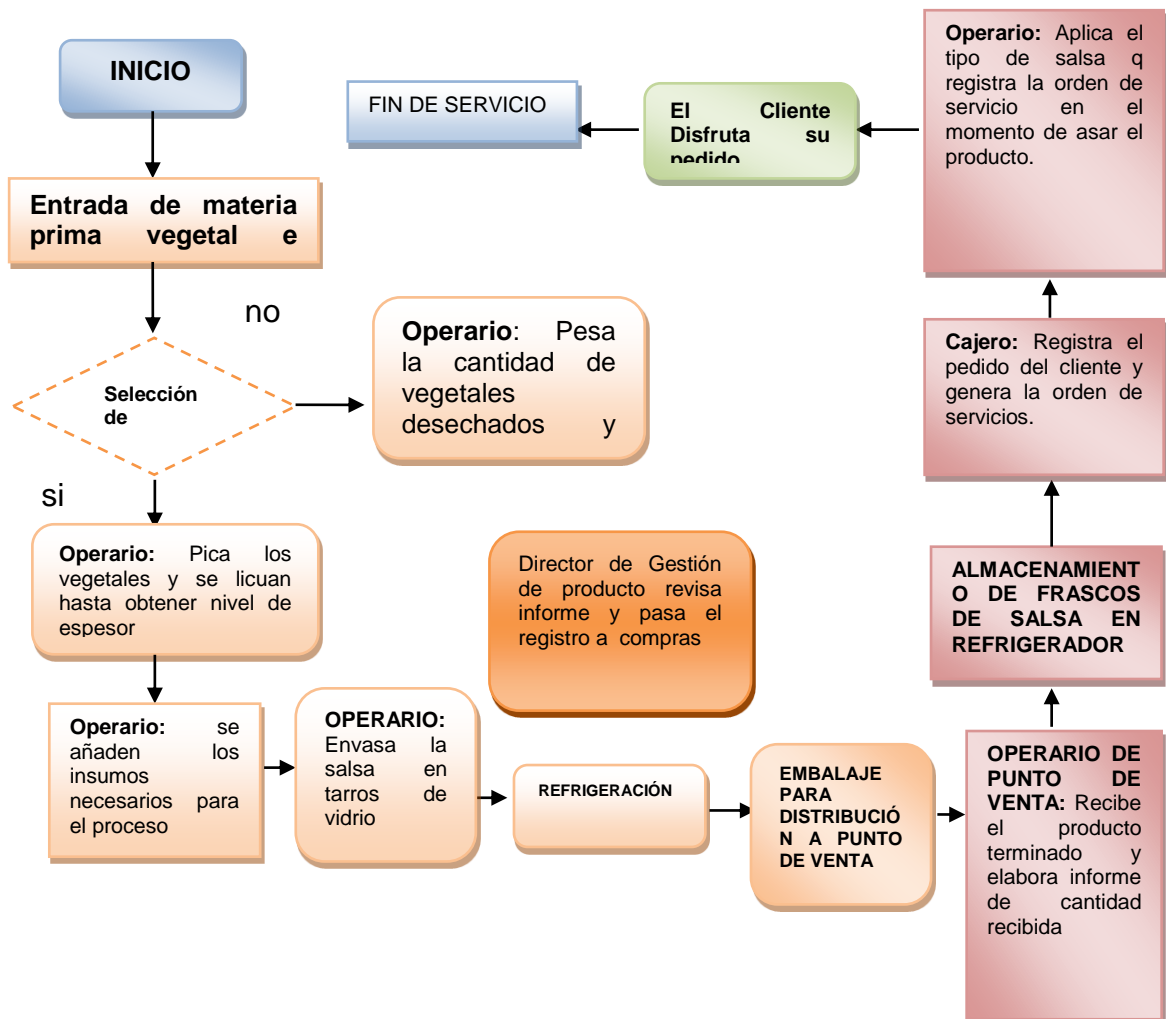 INICIO
Entrada de materia
prima vegetal e
no
Selección
de
Operario: Pesa
la cantidad de
vegetales
desechados y
si
Operario: Pica los
vegetales y se licuan
hasta obtener nivel de
espesor
Operario: se
añaden los
insumos
necesarios para
el proceso
OPERARIO:
Envasa la
salsa en
tarros de
vidrio
Director de Gestión
de producto revisa
informe y pasa el
registro a compras
REFRIGERACIÓN
EMBALAJE
PARA
DISTRIBUCIÓ
N A PUNTO
DE VENTA
OPERARIO DE
PUNTO DE
VENTA: Recibe
el producto
terminado y
elabora informe
de cantidad
recibida
ALMACENAMIENT
O DE FRASCOS
DE SALSA EN
REFRIGERADOR
Cajero: Registra el
pedido del cliente y
genera la orden de
servicios.
Operario: Aplica el
tipo de salsa q
registra la orden de
servicio en el
momento de asar el
producto.
El Cliente
Disfruta su
pedido
FIN DE SERVICIO